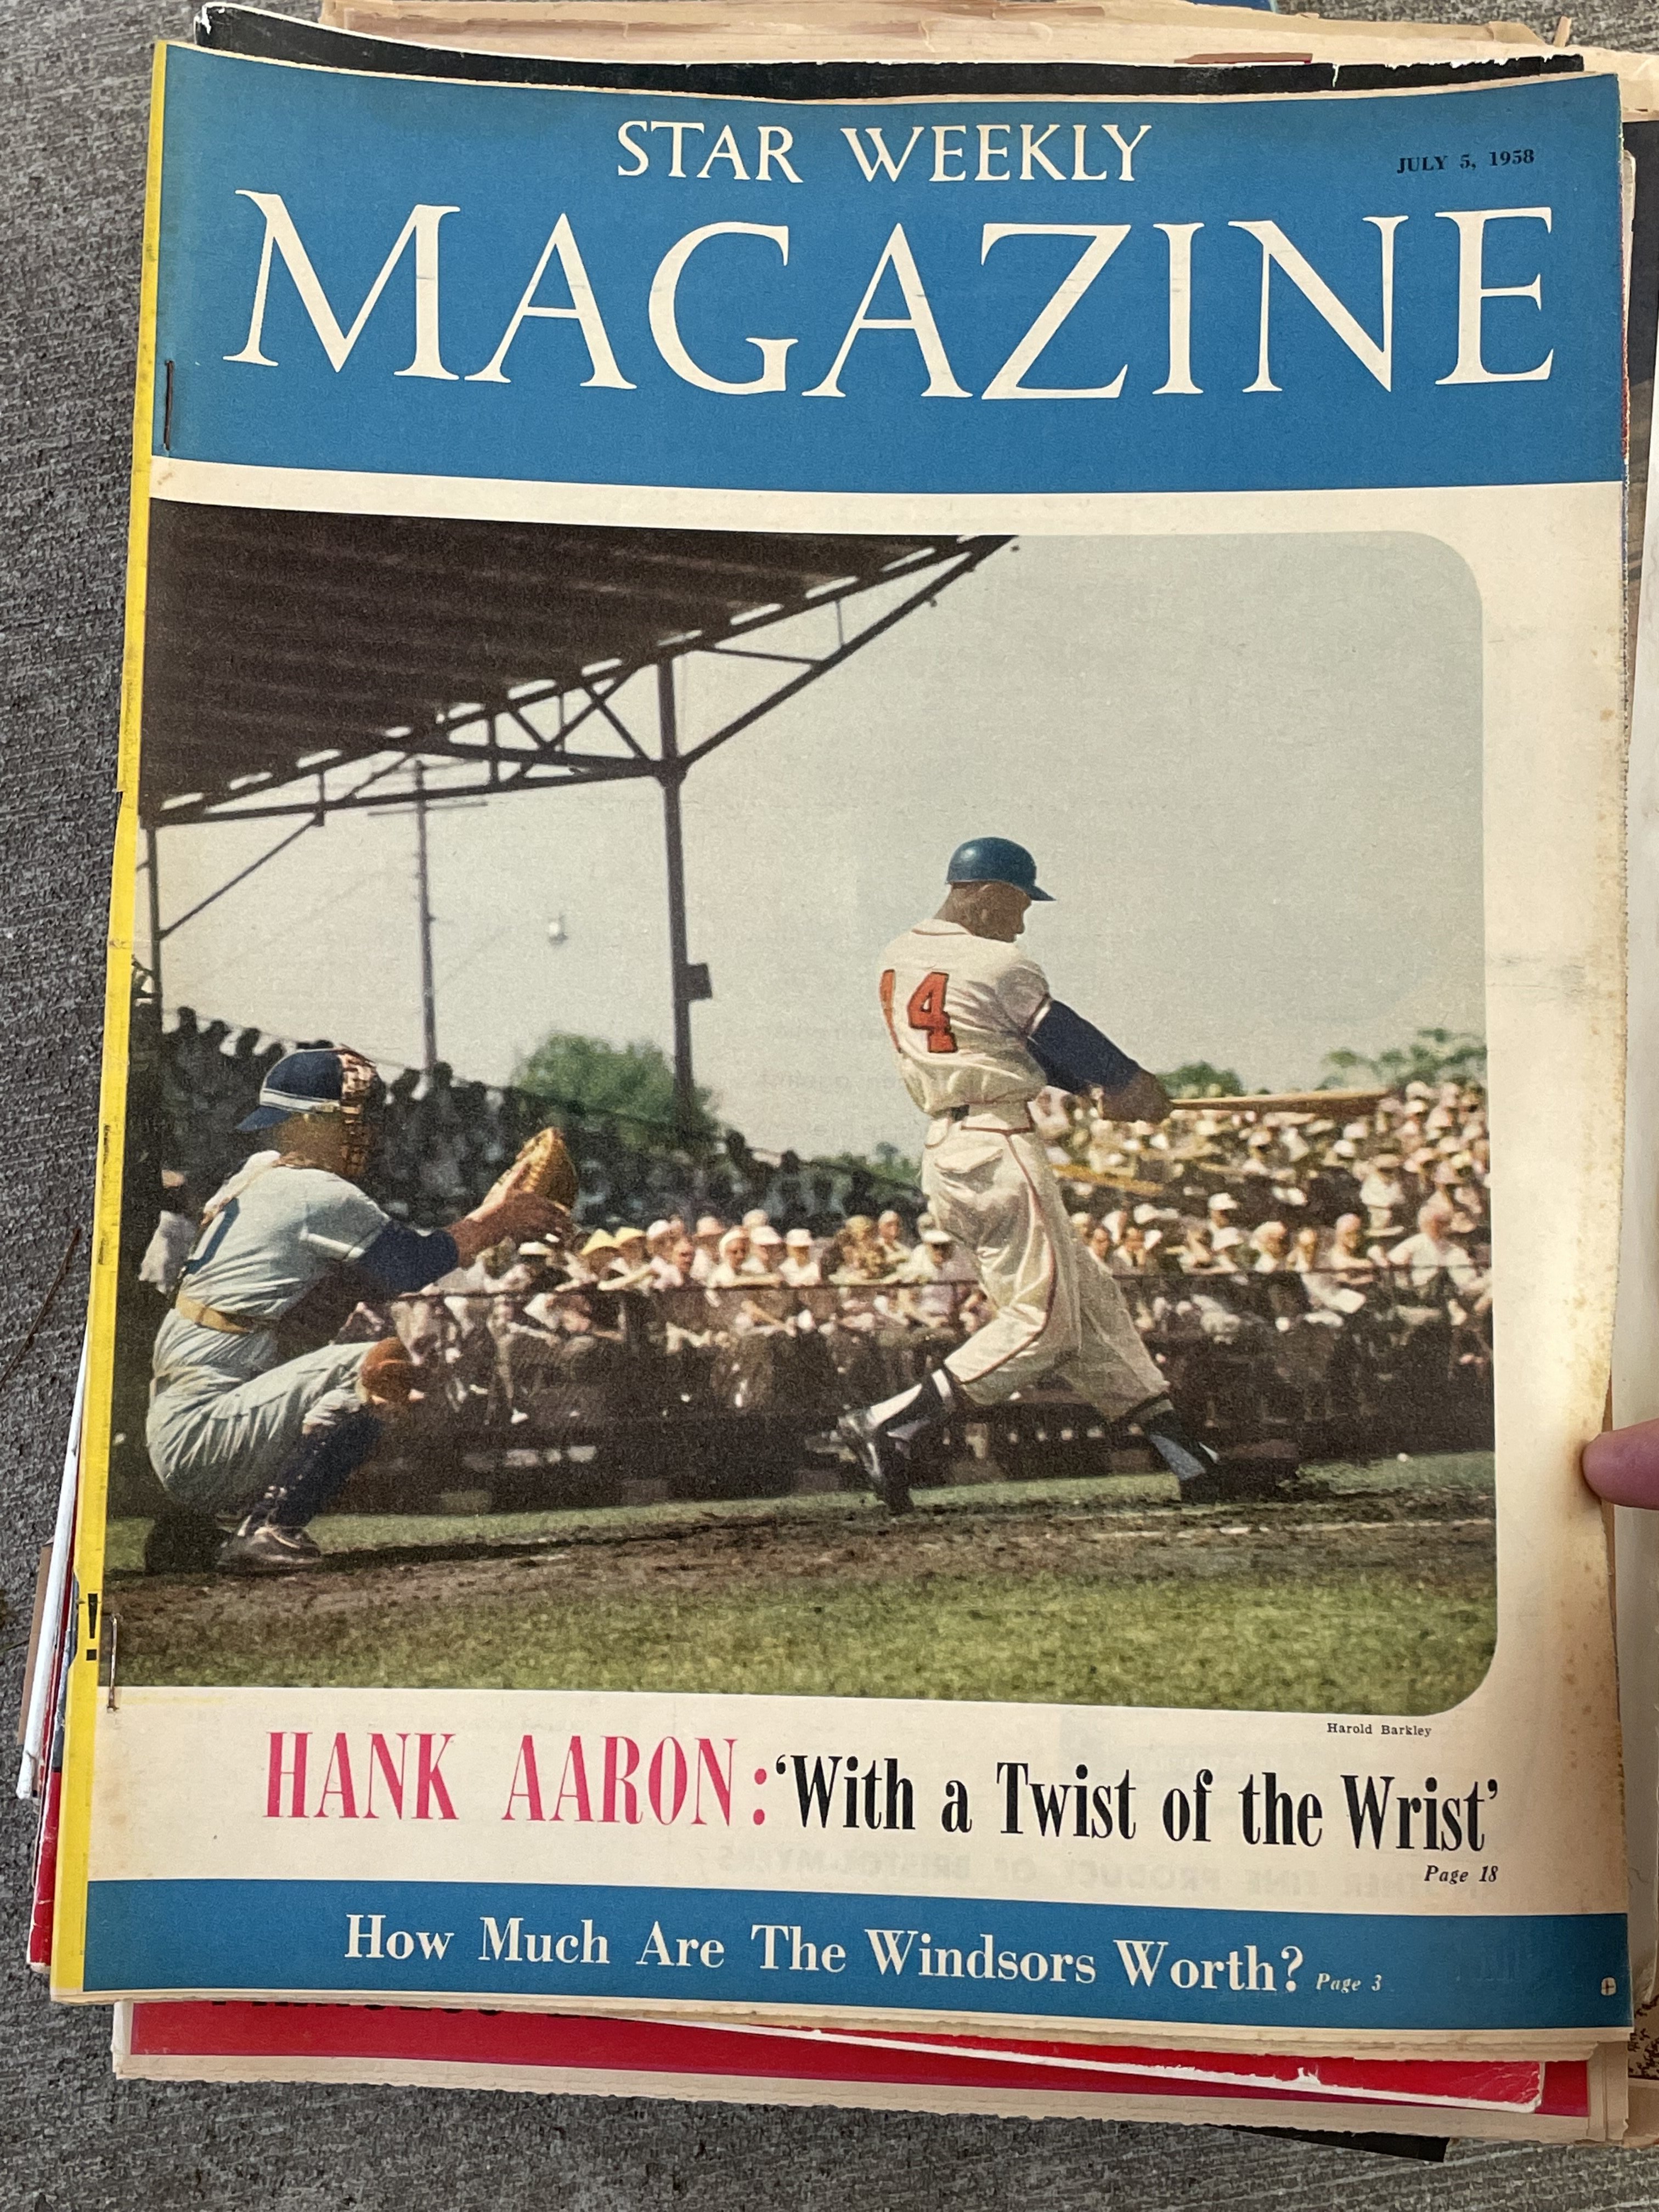 STAR WEEKLY
JULY 5, 1958
MAGAZINE
14
Harold Barkley
HANK AARON: ‘With a Twist of the Wrist’
Page 18
How Much Are The Windsors Worth? Page 3
!